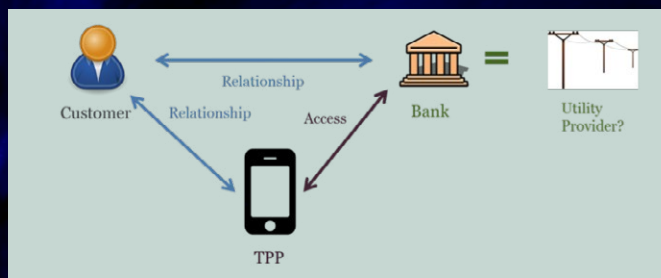 Relationship
Customer
Relationship
Access
Bank
=
Utility
Provider?
TPP